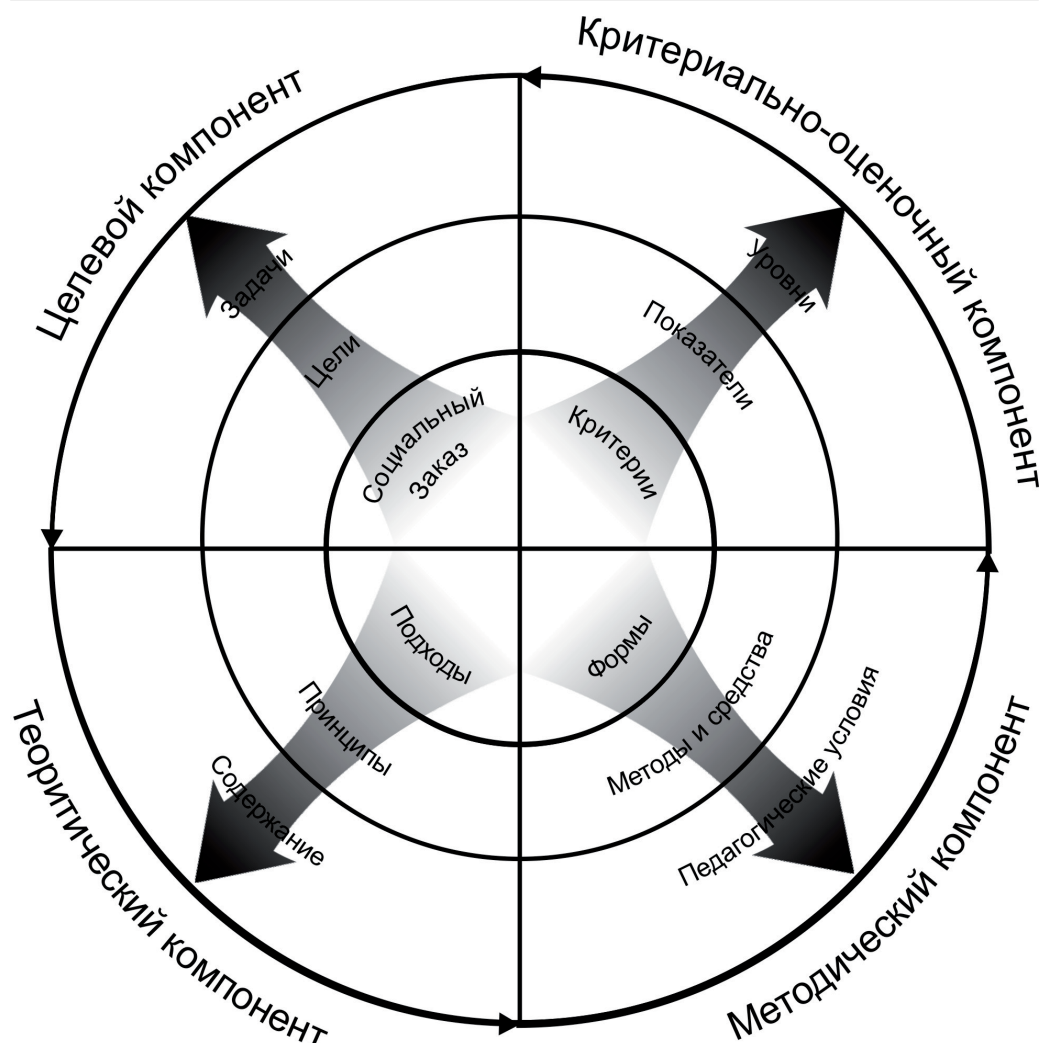 Целевой компонент
Критериально-оценочный компонент
Задачи
Цели
Социальный
Заказ
Уровни
Показатели
Критерии
Подходы
Принципы
Содержание
Формы
Методы и средства
Педагогические условия
Теоритический компонент
Методический компонент